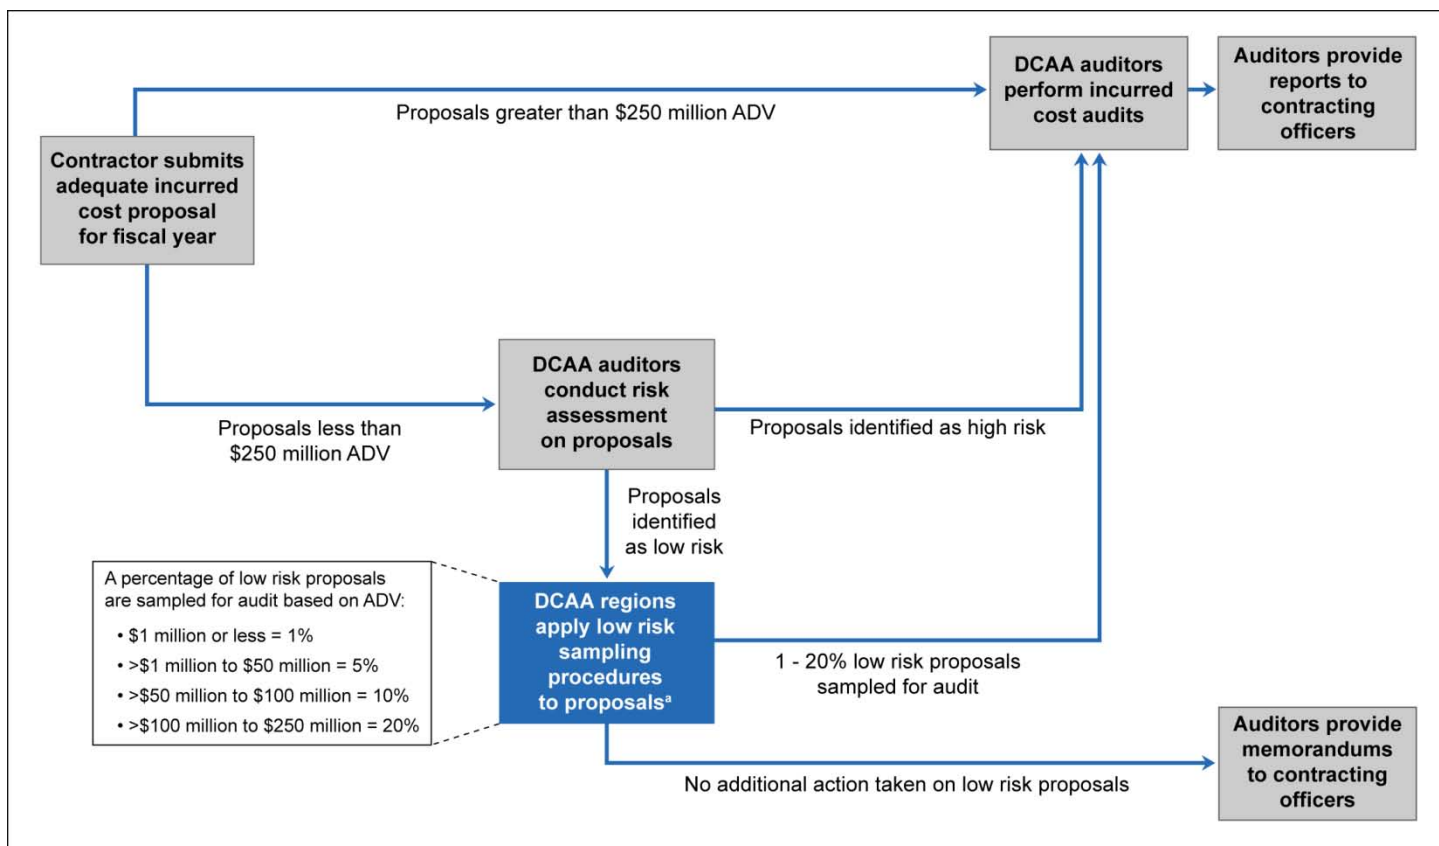 DCAA auditors
perform incurred
cost audits
Auditors provide
reports to
contracting
officers
Proposals greater than $250 million ADV
Contractor submits
adequate incurred
cost proposal
for fiscal year
DCAA auditors
conduct risk
assessment
on proposals
Proposals less than
$250 million ADV
Proposals identified as high risk
Proposals
identified
as low risk
A percentage of low risk proposals
are sampled for audit based on ADV:
• $1 million or less = 1%
• >$1 million to $50 million = 5%
• >$50 million to $100 million = 10%
• >$100 million to $250 million = 20%
DCAA regions
apply low risk
sampling
procedures
to proposalsª
1 - 20% low risk proposals
sampled for audit
No additional action taken on low risk proposals
Auditors provide
memorandums
to contracting
officers